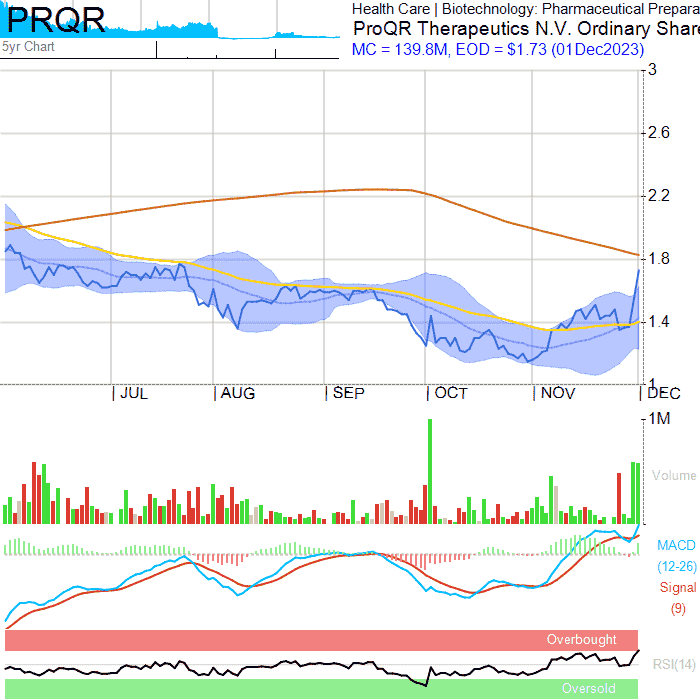 PRQR
5yr Chart
Health Care | Biotechnology: Pharmaceutical Prepara
ProQR Therapeutics N.V. Ordinary Share
MC = 139.8M, EOD = $1.73 (01Dec2023)
3
2.6
2.2
1.8
1.4
1
JUL
AUG
SEP
OCT
NOV
DEC
1M
Volume
MACD
(12-26)
Signal
(9)
Overbought
RSI(14)
Oversold